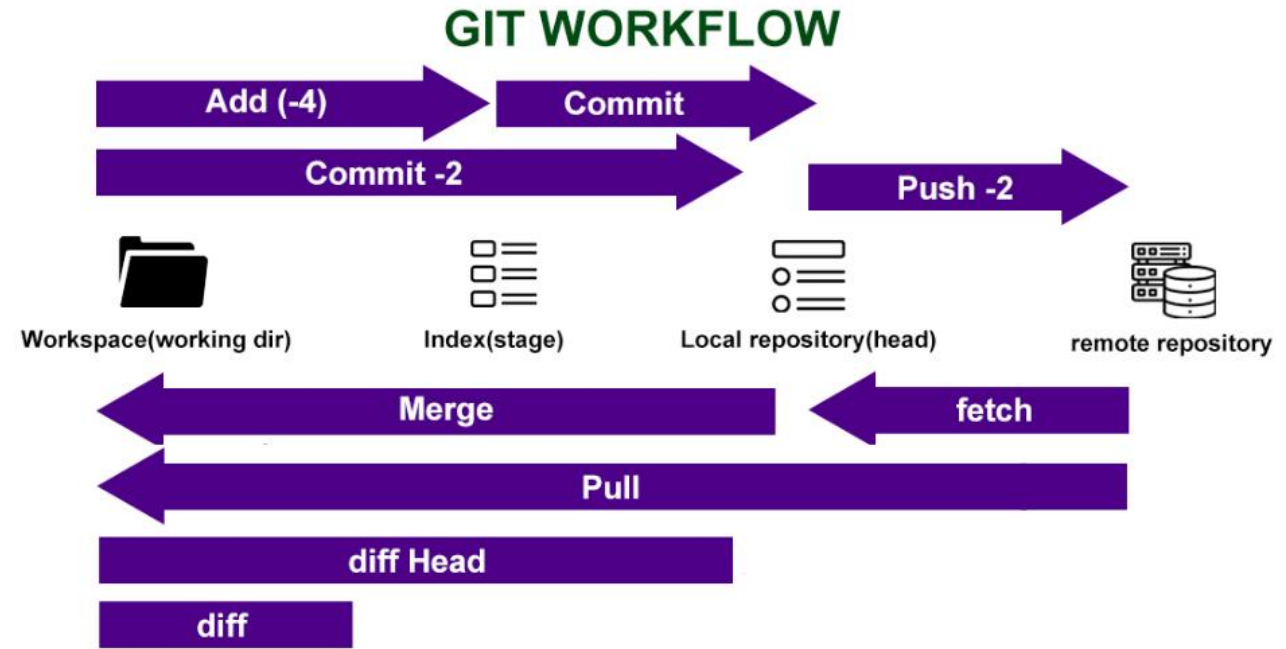 GIT WORKFLOW
Add (-4)
Commit
Commit -2
Push -2
Workspace(working dir)
Index(stage)
Local repository(head)
remote repository
Merge
fetch
Pull
diff Head
diff